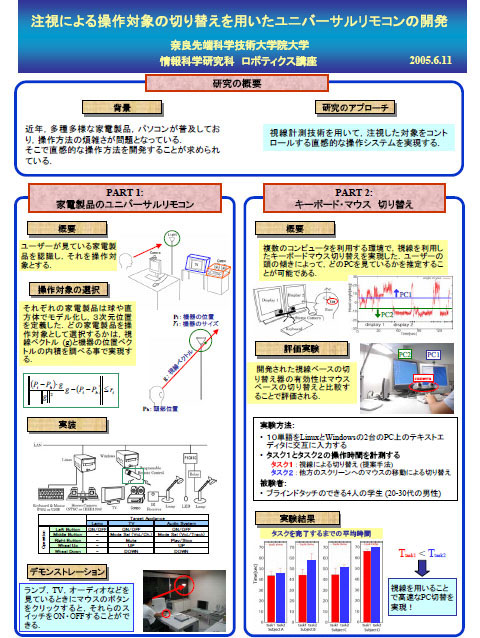 注視による操作対象の切り替えを用いたユニバーサルリモコンの開発
奈良先端科学技術大学院大学
情報科学研究科 ロボティクス講座
2005.6.11
研究の概要
背景
近年，多種多様な家電製品，パソコンが普及してお
り，操作方法の煩雑さが問題となっている．
そこで直感的な操作方法を開発することが求められ
ている．
研究のアプローチ
視線計測技術を用いて，注視した対象をコント
ロールする直感的な操作システムを実現する．
PART 1:
家電製品のユニバーサルリモコン
概要
ユーザーが見ている家電製
品を認識し，それを操作対
象とする．
操作対象の選択
それぞれの家電製品は球や直
方体でモデル化し，3次元位置
を定義した．どの家電製品を操
作対象として選択するかは，視
線ベクトル (g)と機器の位置ベク
トルの内積を調べる事で実現す
る．
Pi : 機器の位置
ri : 機器のサイズ
g : 視線ベクトル
Ph : 頭部位置
実装
LAN
Linux
Windows
TV
Lamp
LED
Lamp
Target Appliance
Lamp
TV
Audio System
Left Button
ON/OFF
ON/OFF
ON/OFF
Middle Button
-
Mode Sel (Vol./Ch.)
Mode Sel (Vol./Track)
Right Button
-
Mute
Play/Stop
Wheel Up
-
UP
UP
Wheel Down
-
DOWN
DOWN
デモンストレーション
ランプ，TV，オーディオなどを
見ているときにマウスのボタン
をクリックすると，それらのス
イッチをON・OFFすることがで
きる．
PART 2:
キーボード・マウス 切り替え
概要
複数のコンピュータを利用する環境で，視線を利用し
たキーボードマウス切り替えを実現した．ユーザーの
頭の傾きによって，どのPCを見ているかを推定するこ
とが可能である．
Display 1
Display 2
Keyboard
PC1
PC2
display 1
display 2
評価実験
開発された視線ベースの切
り替え器の有効性はマウス
ベースの切り替えと比較す
ることで評価される．
PC2
PC1
camera
実験方法:
• １０単語をLinuxとWindowsの2台のPC上のテキストエ
ディタに交互に入力する
• タスク１とタスク２の操作時間を計測する
タスク１ : 視線による切り替え (提案手法)
タスク２ : 他方のスクリーンへのマウスの移動による切り替え
被験者:
• ブラインドタッチのできる4人の学生 (20-30代の男性)
実験結果
タスクを完了するまでの平均時間
Time[sec]
task1 task2
Subject A
task1 task2
Subject B
task1 task2
Subject C
task1 task2
Subject D
Ttask1 < Ttask2
視線を用いること
で高速なPC切替を
実現！